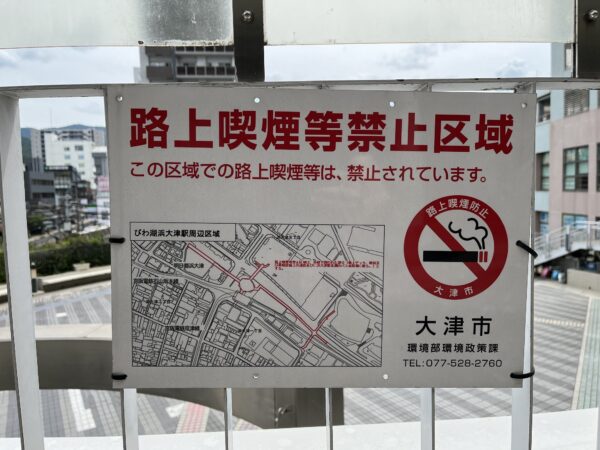 路上喫煙等禁止区域
この区域での路上喫煙等は、禁止されています。
びわ湖浜大津駅周辺区域
路上喫煙防止
大津市
大津市
環境部環境政策課
TEL:077-528-2760